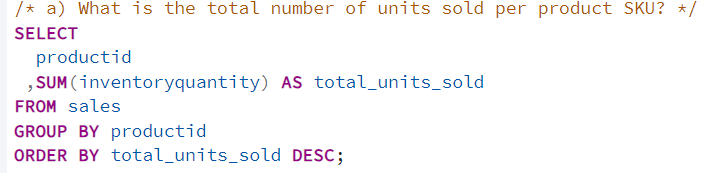 /* a) What is the total number of units sold per product SKU? */
SELECT
  productid
 ,SUM(inventoryquantity) AS total_units_sold
FROM sales
GROUP BY productid
ORDER BY total_units_sold DESC;